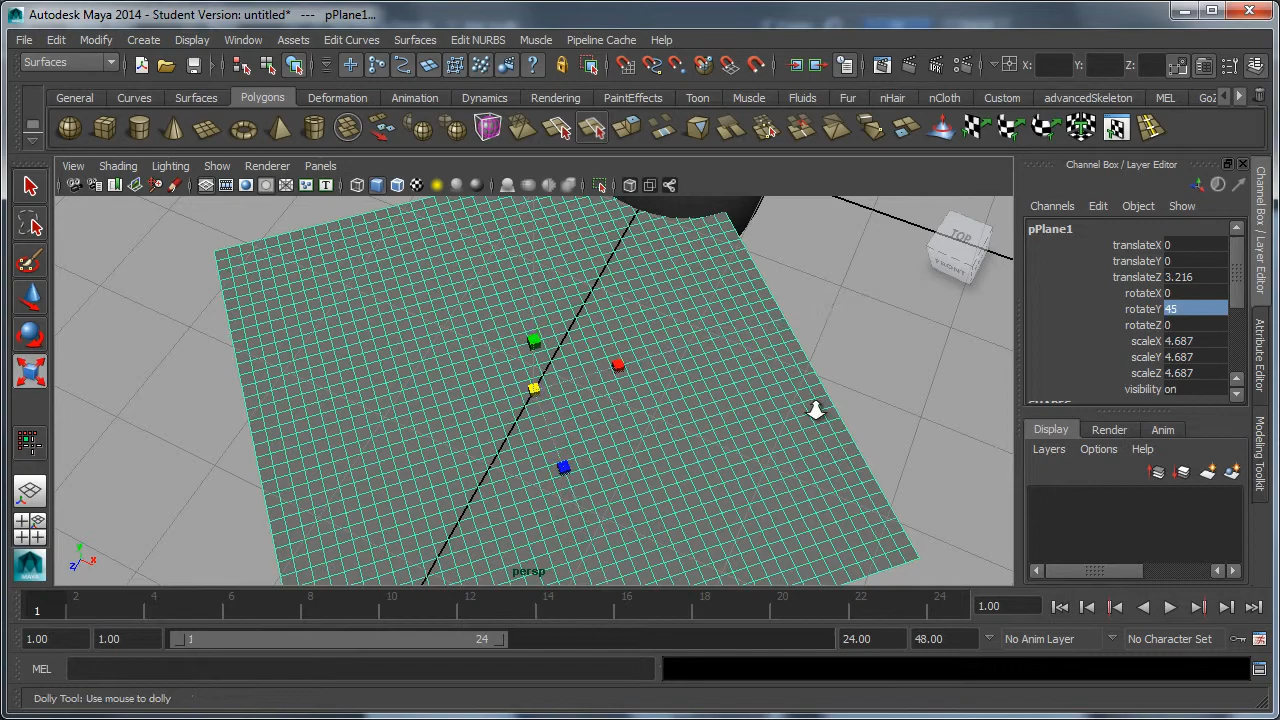 Autodesk Maya 2014 - Student Version: untitled* --- pPlane1...
File Edit Modify Create Display Window Assets Edit Curves Surfaces Edit NURBS Muscle Pipeline Cache Help
Surfaces X: Y: Z:
General Curves Surfaces Polygons Deformation Animation Dynamics Rendering PaintEffects Toon Muscle Fluids Fur nHair nCloth Custom advancedSkeleton MEL GoZ
View Shading Lighting Show Renderer Panels
Channel Box / Layer Editor
Channels Edit Object Show
pPlane1
translateX 0
translateY 0
translateZ 3.216
rotateX 0
rotateY 45
rotateZ 0
scaleX 4.687
scaleY 4.687
scaleZ 4.687
visibility on
Display Render Anim
Layers Options Help
Channel Box / Layer Editor
Attribute Editor
Modeling Toolkit
TOP
FRONT
y
x
z
persp
2 4 6 8 10 12 14 16 18 20 22 24
1
1.00
1.00 1.00 1 24 24.00 48.00 No Anim Layer No Character Set
MEL
Dolly Tool: Use mouse to dolly